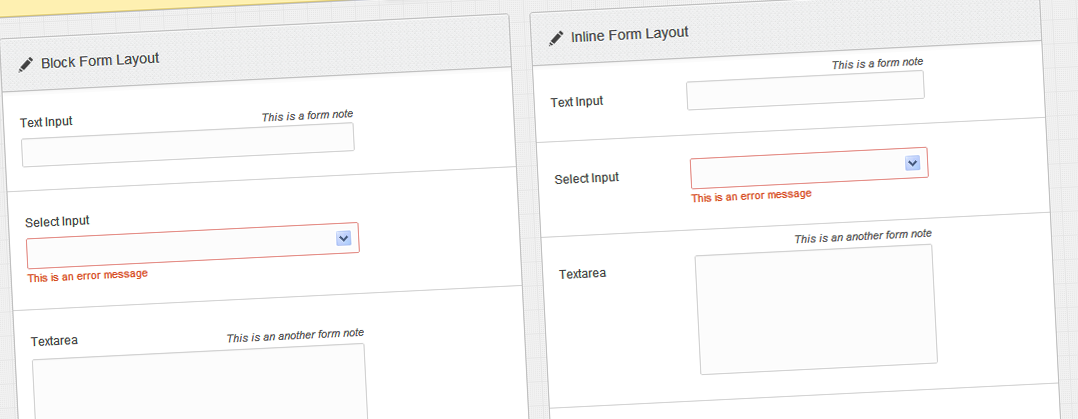 Block Form Layout
Text Input
This is a form note
Select Input
This is an error message
Textarea
This is an another form note
Inline Form Layout
This is a form note
Text Input
Select Input
This is an error message
This is an another form note
Textarea